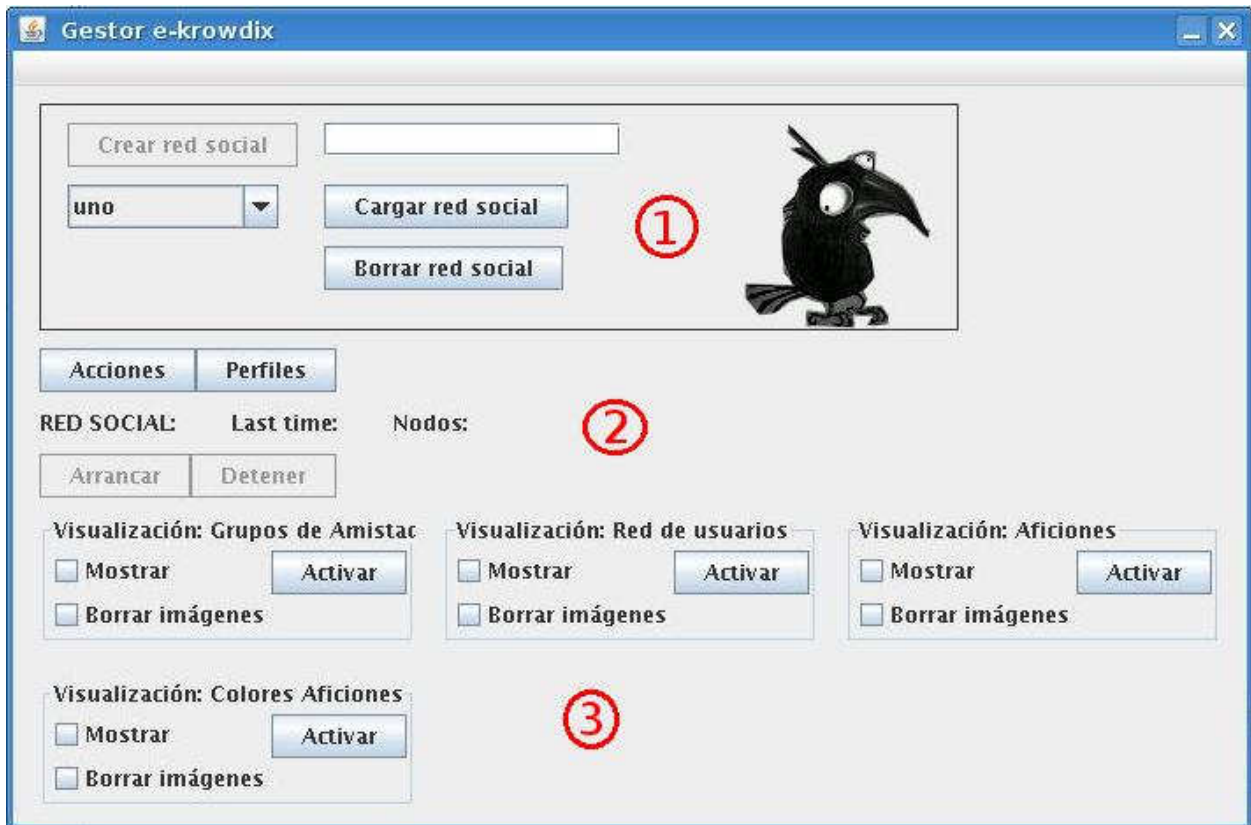 Gestor e-krowdix
Crear red social
uno
Cargar red social
1
Borrar red social
Acciones Perfiles
RED SOCIAL: Last time: Nodos:
2
Arrancar Detener
Visualización: Grupos de Amistac
Visualización: Red de usuarios
Visualización: Aficiones
Mostrar Activar
Mostrar Activar
Mostrar Activar
Borrar imágenes
Borrar imágenes
Borrar imágenes
Visualización: Colores Aficiones
3
Mostrar Activar
Borrar imágenes